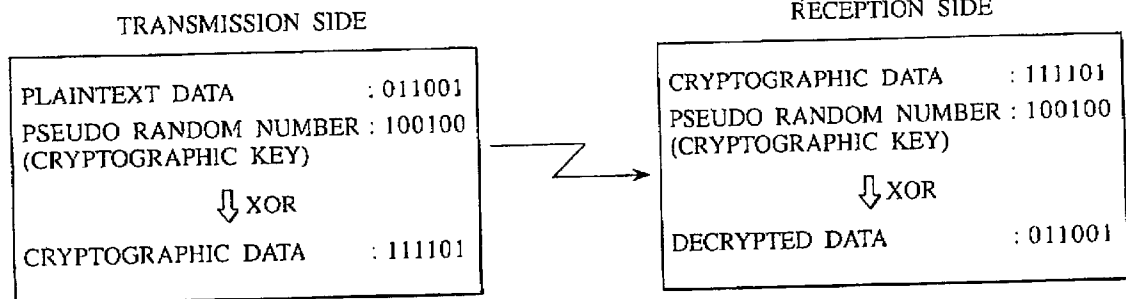 TRANSMISSION SIDE
PLAINTEXT DATA : 011001
PSEUDO RANDOM NUMBER : 100100
(CRYPTOGRAPHIC KEY)
XOR
CRYPTOGRAPHIC DATA : 111101
RECEPTION SIDE
CRYPTOGRAPHIC DATA : 111101
PSEUDO RANDOM NUMBER : 100100
(CRYPTOGRAPHIC KEY)
XOR
DECRYPTED DATA : 011001